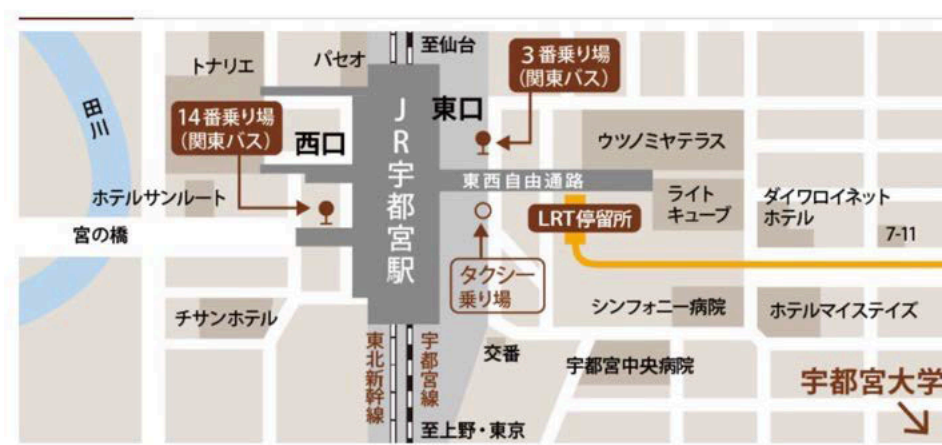 至仙台
3番乗り場
(関東バス)
パセオ
トナリエ
田川
14番乗り場
(関東バス)
西口
JR宇都宮駅
東口
ウツノミヤテラス
東西自由通路
ホテルサンルート
宮の橋
LRT停留所
ライト
キューブ
ダイワロイネット
ホテル
7-11
タクシー
乗り場
チサンホテル
シンフォニー病院
ホテルマイステイズ
東北新幹線
宇都宮線
交番
宇都宮中央病院
宇都宮大学
至上野・東京